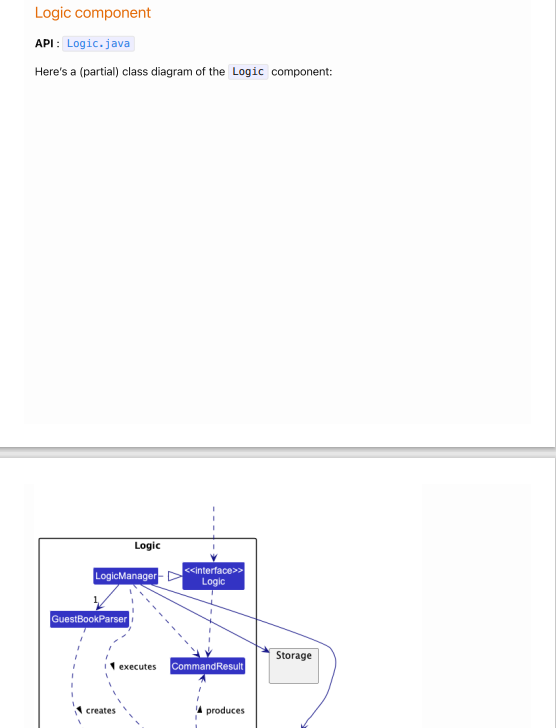 Logic component
API : Logic.java
Here's a (partial) class diagram of the Logic component:
Logic
LogicManager
<<interface>>
Logic
1
GuestBookParser
Storage
executes
CommandResult
creates
produces